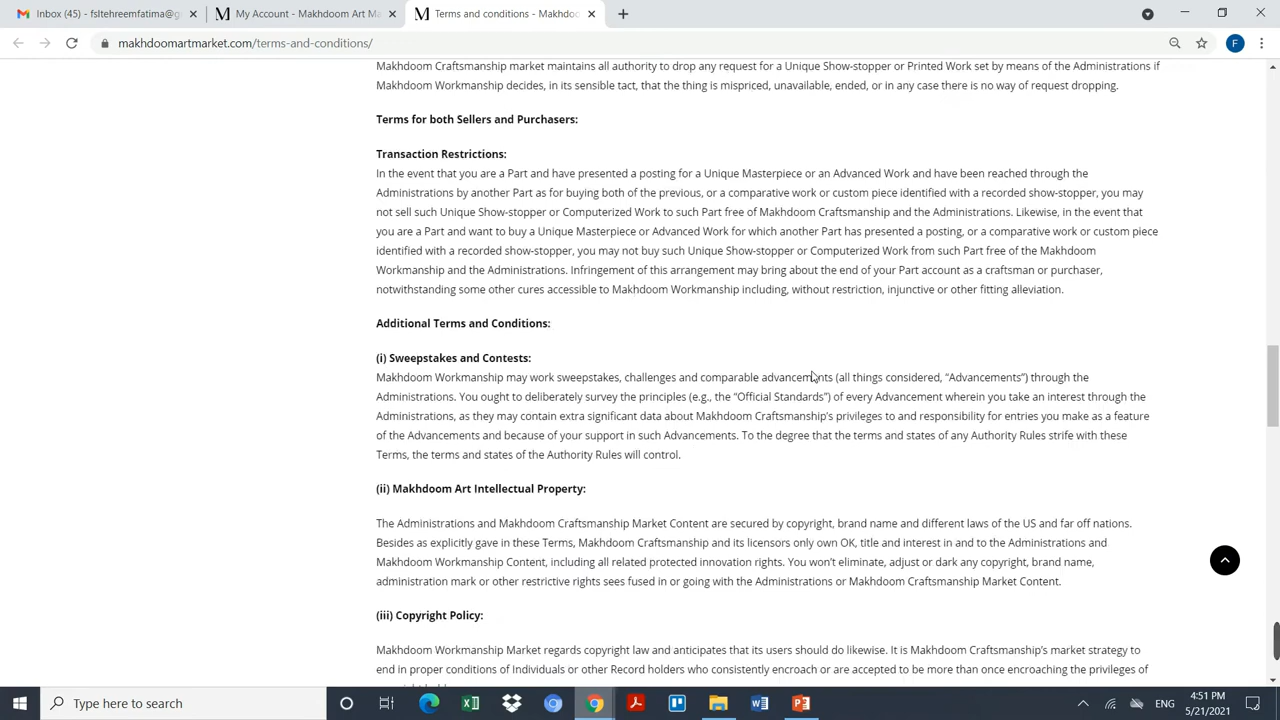 Inbox (45) - fsltehreemfatima@g
My Account - Makhdoom Art Ma
Terms and conditions - Makhdoo
makhdoomartmarket.com/terms-and-conditions/
F
Makhdoom Craftsmanship market maintains all authority to drop any request for a Unique Show-stopper or Printed Work set by means of the Administrations if
Makhdoom Workmanship decides, in its sensible tact, that the thing is mispriced, unavailable, ended, or in any case there is no way of request dropping.
Terms for both Sellers and Purchasers:
Transaction Restrictions:
In the event that you are a Part and have presented a posting for a Unique Masterpiece or an Advanced Work and have been reached through the
Administrations by another Part as for buying both of the previous, or a comparative work or custom piece identified with a recorded show-stopper, you may
not sell such Unique Show-stopper or Computerized Work to such Part free of Makhdoom Craftsmanship and the Administrations. Likewise, in the event that
you are a Part and want to buy a Unique Masterpiece or Advanced Work for which another Part has presented a posting, or a comparative work or custom piece
identified with a recorded show-stopper, you may not buy such Unique Show-stopper or Computerized Work from such Part free of the Makhdoom
Workmanship and the Administrations. Infringement of this arrangement may bring about the end of your Part account as a craftsman or purchaser,
notwithstanding some other cures accessible to Makhdoom Workmanship including, without restriction, injunctive or other fitting alleviation.
Additional Terms and Conditions:
(i) Sweepstakes and Contests:
Makhdoom Workmanship may work sweepstakes, challenges and comparable advancements (all things considered, “Advancements”) through the
Administrations. You ought to deliberately survey the principles (e.g., the “Official Standards”) of every Advancement wherein you take an interest through the
Administrations, as they may contain extra significant data about Makhdoom Craftsmanship’s privileges to and responsibility for entries you make as a feature
of the Advancements and because of your support in such Advancements. To the degree that the terms and states of any Authority Rules strife with these
Terms, the terms and states of the Authority Rules will control.
(ii) Makhdoom Art Intellectual Property:
The Administrations and Makhdoom Craftsmanship Market Content are secured by copyright, brand name and different laws of the US and far off nations.
Besides as explicitly gave in these Terms, Makhdoom Craftsmanship and its licensors only own OK, title and interest in and to the Administrations and
Makhdoom Workmanship Content, including all related protected innovation rights. You won’t eliminate, adjust or dark any copyright, brand name,
administration mark or other restrictive rights sees fused in or going with the Administrations or Makhdoom Craftsmanship Market Content.
(iii) Copyright Policy:
Makhdoom Workmanship Market regards copyright law and anticipates that its users should do likewise. It is Makhdoom Craftsmanship’s market strategy to
end in proper conditions of Individuals or other Record holders who consistently encroach or are accepted to be more than once encroaching the privileges of
Type here to search
ENG
4:51 PM
5/21/2021